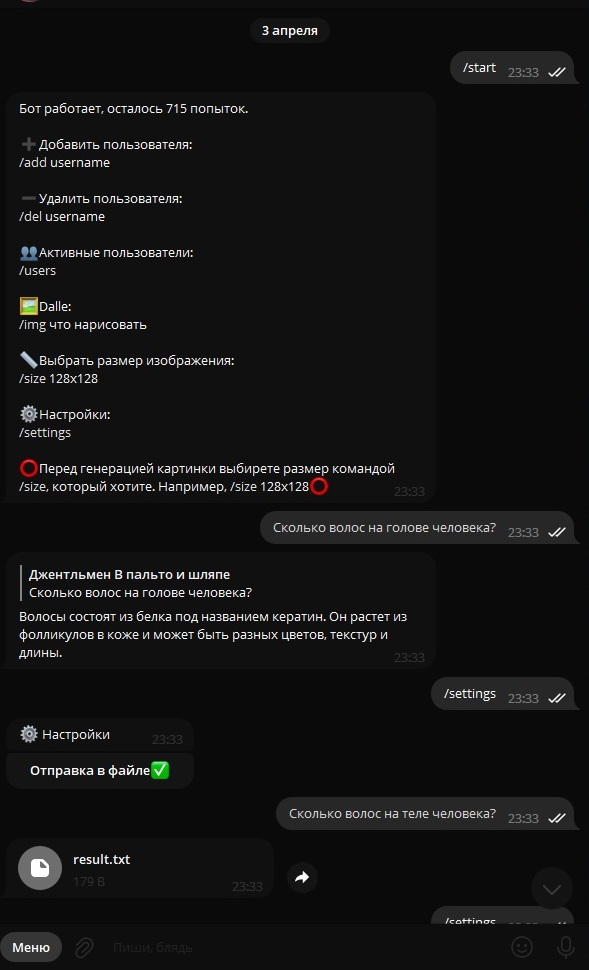 3 апреля
/start 23:33
Бот работает, осталось 715 попыток.
Добавить пользователя:
/add username
Удалить пользователя:
/del username
Активные пользователи:
/users
Dalle:
/img что нарисовать
Выбрать размер изображения:
/size 128x128
Настройки:
/settings
Перед генерацией картинки выбирете размер командой
/size, который хотите. Например, /size 128x128
23:33
Сколько волос на голове человека? 23:33
Джентльмен В пальто и шляпе
Сколько волос на голове человека?
Волосы состоят из белка под названием кератин. Он растет из
фолликулов в коже и может быть разных цветов, текстур и
длины.
23:33
/settings 23:33
Настройки 23:33
Отправка в файле
Сколько волос на теле человека? 23:33
result.txt
179 B 23:33
/settings
Меню Пиши, блядь